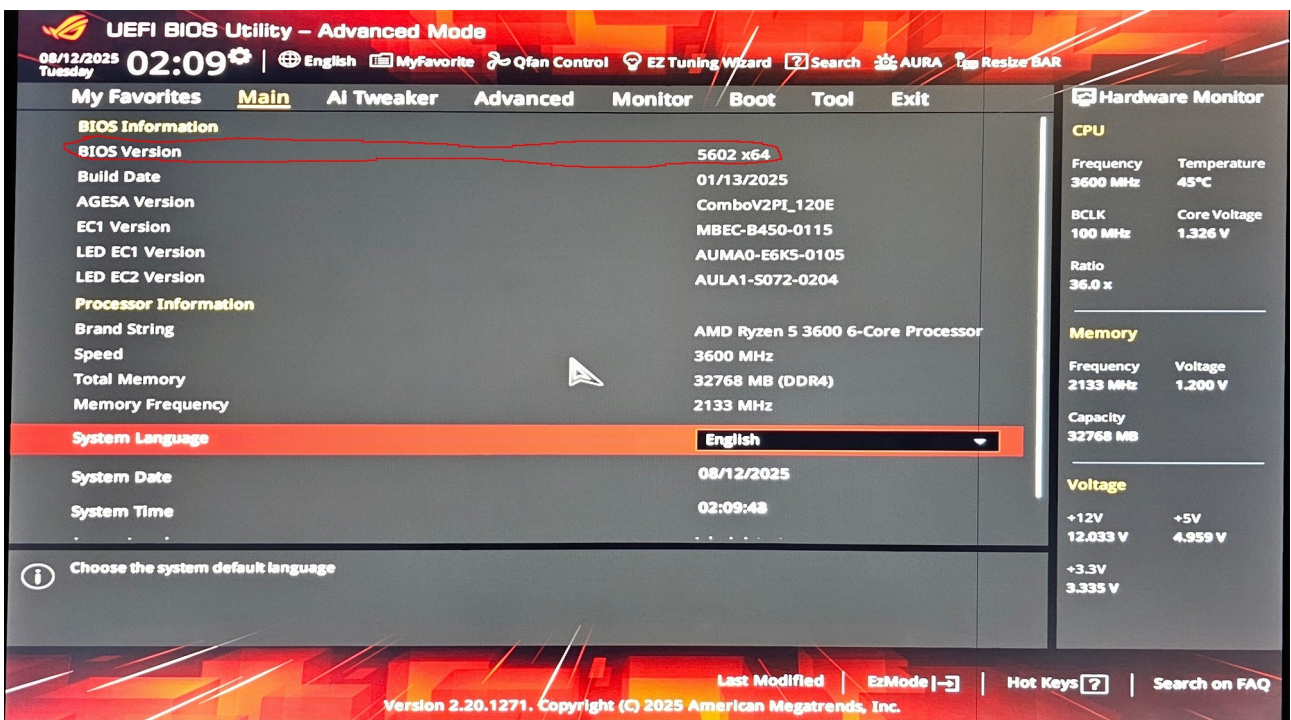 UEFI BIOS Utility – Advanced Mode
08/12/2025
Tuesday
02:09
English
MyFavorite
Qfan Control
EZ Tuning Wizard
Search
AURA
Resize BAR
My Favorites Main Ai Tweaker Advanced Monitor Boot Tool Exit
BIOS Information
BIOS Version 5602 x64
Build Date 01/13/2025
AGESA Version ComboV2PI_120E
EC1 Version MBEC-B450-0115
LED EC1 Version AUMA0-E6K5-0105
LED EC2 Version AULA1-S072-0204
Processor Information
Brand String AMD Ryzen 5 3600 6-Core Processor
Speed 3600 MHz
Total Memory 32768 MB (DDR4)
Memory Frequency 2133 MHz
System Language English
System Date 08/12/2025
System Time 02:09:48
Choose the system default language
Hardware Monitor
CPU
Frequency Temperature
3600 MHz 45°C
BCLK Core Voltage
100 MHz 1.326 V
Ratio
36.0 x
Memory
Frequency Voltage
2133 MHz 1.200 V
Capacity
32768 MB
Voltage
+12V +5V
12.033 V 4.959 V
+3.3V
3.335 V
Last Modified
EzMode
Hot Keys ?
Search on FAQ
Version 2.20.1271. Copyright (C) 2025 American Megatrends, Inc.